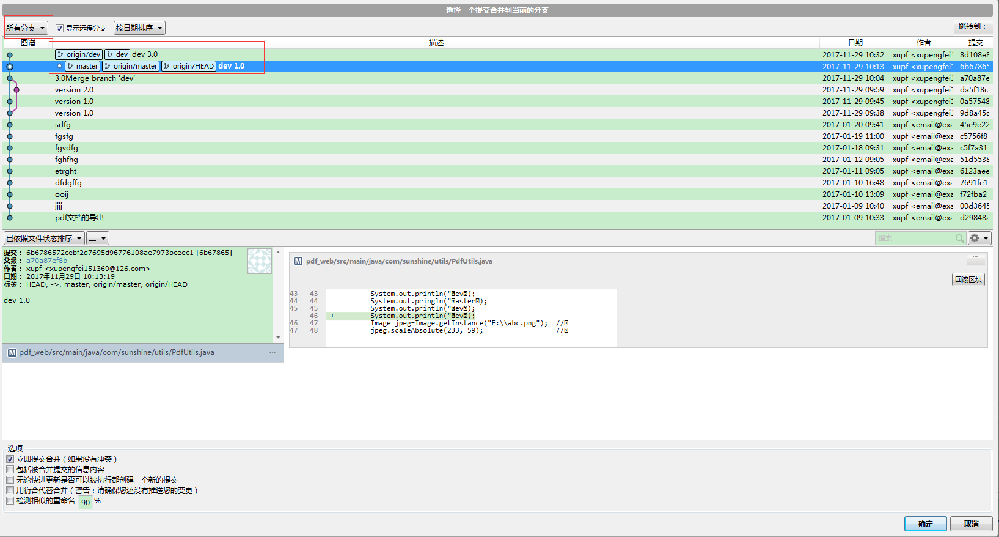 选择一个提交合并到当前的分支
所有分支 显示远程分支 按日期排序 跳转到：
图谱 描述 日期 作者 提交
origin/dev dev dev 3.0 2017-11-29 10:32 xupf <xupengfei1 8d108e8
master origin/master origin/HEAD dev 1.0 2017-11-29 10:13 xupf <xupengfei1 6b67865
3.0Merge branch 'dev' 2017-11-29 10:04 xupf <xupengfei1 a70a87e
version 2.0 2017-11-29 09:59 xupf <xupengfei1 da5f18c
version 1.0 2017-11-29 09:45 xupf <xupengfei1 0a57548
version 1.0 2017-11-29 09:38 xupf <xupengfei1 9d8a45c
sdfg 2017-01-20 09:41 xupf <email@exa 45e9e22
fgsfg 2017-01-19 11:00 xupf <email@exa c5756f8
fgvdfg 2017-01-18 09:31 xupf <email@exa c5f7a31
fghfhg 2017-01-12 09:05 xupf <email@exa 51d5538
etrght 2017-01-11 09:05 xupf <email@exa 6123aee
dfdgffg 2017-01-10 16:48 xupf <email@exa 7691fe1
ooij 2017-01-10 13:09 xupf <email@exa f72fba2
jjjj 2017-01-09 10:40 xupf <email@exa 00d3645
pdf文档的导出 2017-01-09 10:33 xupf <email@exa d29848a
已依照文件状态排序 搜索
提交： 6b6786572cebf2d7695d96776108ae7973bceec1 [6b67865]
父级： a70a87ef8b
作者： xupf <xupengfei151369@126.com>
日期： 2017年11月29日 10:13:19
标签： HEAD, ->, master, origin/master, origin/HEAD
dev 1.0
M pdf_web/src/main/java/com/sunshine/utils/PdfUtils.java ...
M pdf_web/src/main/java/com/sunshine/utils/PdfUtils.java ...
回滚区块
43 43 System.out.println("dev);
44 44 System.out.pringln("aster);
45 45 System.out.println("dev);
46 + System.out.println("dev);
46 47 Image jpeg=Image.getInstance("E:\\abc.png"); //
47 48 jpeg.scaleAbsolute(233, 59); //
选项
立即提交合并（如果没有冲突）
包括被合并提交的信息内容
无论快进更新是否可以被执行都创建一个新的提交
用衍合代替合并（警告：请确保您还没有推送您的变更）
检测相似的重命名 90 %
确定 取消